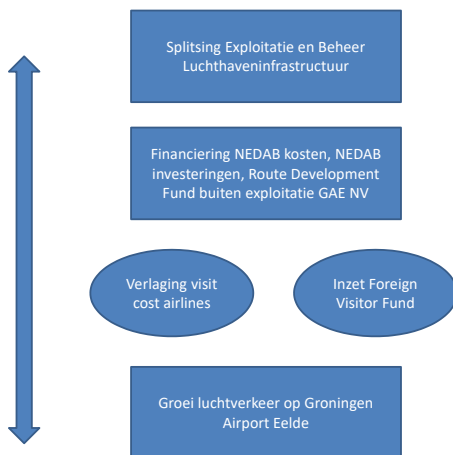 Splitsing Exploitatie en Beheer
Luchthaveninfrastructuur
Financiering NEDAB kosten, NEDAB
investeringen, Route Development
Fund buiten exploitatie GAE NV
Verlaging visit
cost airlines
Inzet Foreign
Visitor Fund
Groei luchtverkeer op Groningen
Airport Eelde